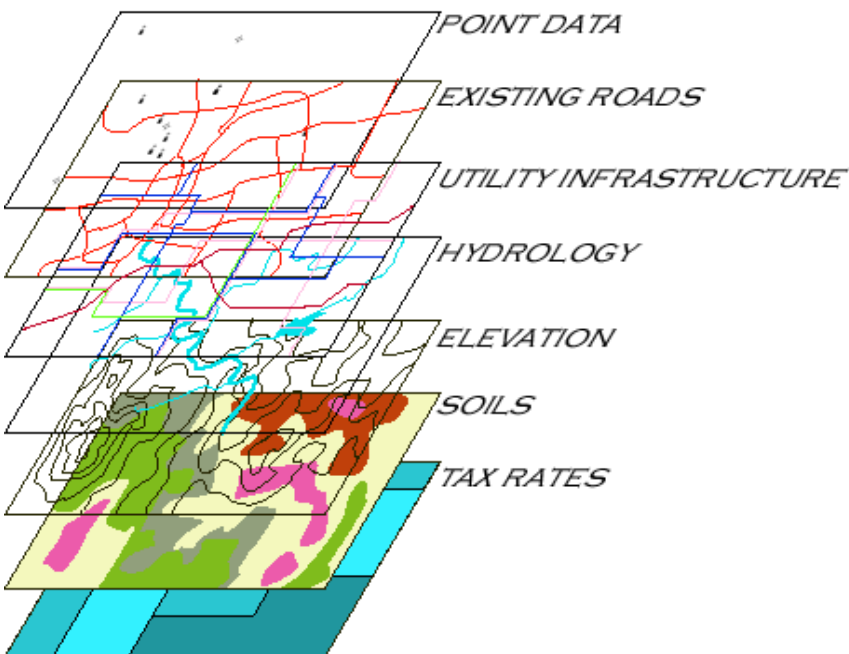 POINT DATA
EXISTING ROADS
UTILITY INFRASTRUCTURE
HYDROLOGY
ELEVATION
SOILS
TAX RATES